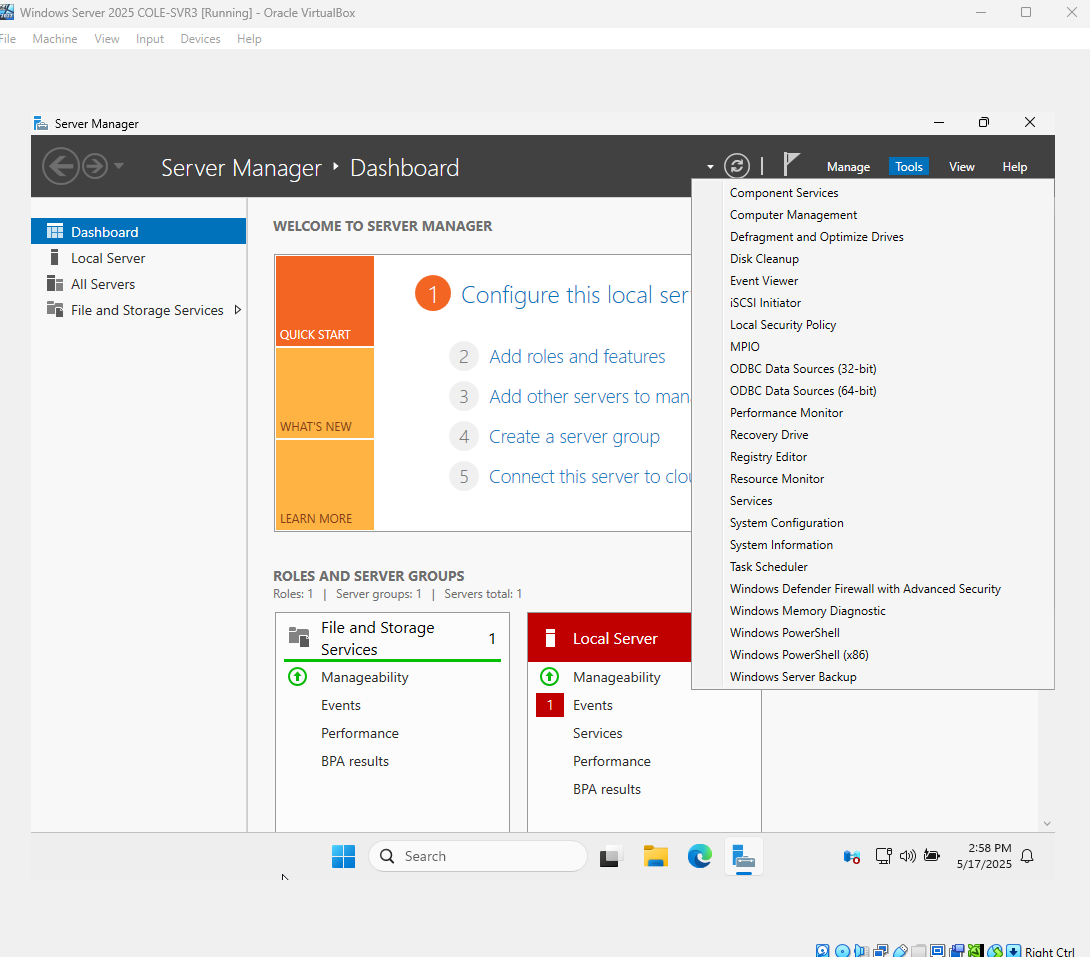 Windows Server 2025 COLE-SVR3 [Running] - Oracle VirtualBox
File Machine View Input Devices Help
Server Manager
Server Manager Dashboard
Manage Tools View Help
Dashboard
Local Server
All Servers
File and Storage Services
WELCOME TO SERVER MANAGER
QUICK START
WHAT'S NEW
LEARN MORE
1 Configure this local ser
2 Add roles and features
3 Add other servers to man
4 Create a server group
5 Connect this server to clou
ROLES AND SERVER GROUPS
Roles: 1 | Server groups: 1 | Servers total: 1
File and Storage
Services
1
Manageability
Events
Performance
BPA results
Local Server
Manageability
1 Events
Services
Performance
BPA results
Component Services
Computer Management
Defragment and Optimize Drives
Disk Cleanup
Event Viewer
iSCSI Initiator
Local Security Policy
MPIO
ODBC Data Sources (32-bit)
ODBC Data Sources (64-bit)
Performance Monitor
Recovery Drive
Registry Editor
Resource Monitor
Services
System Configuration
System Information
Task Scheduler
Windows Defender Firewall with Advanced Security
Windows Memory Diagnostic
Windows PowerShell
Windows PowerShell (x86)
Windows Server Backup
Search
2:58 PM
5/17/2025
Right Ctrl